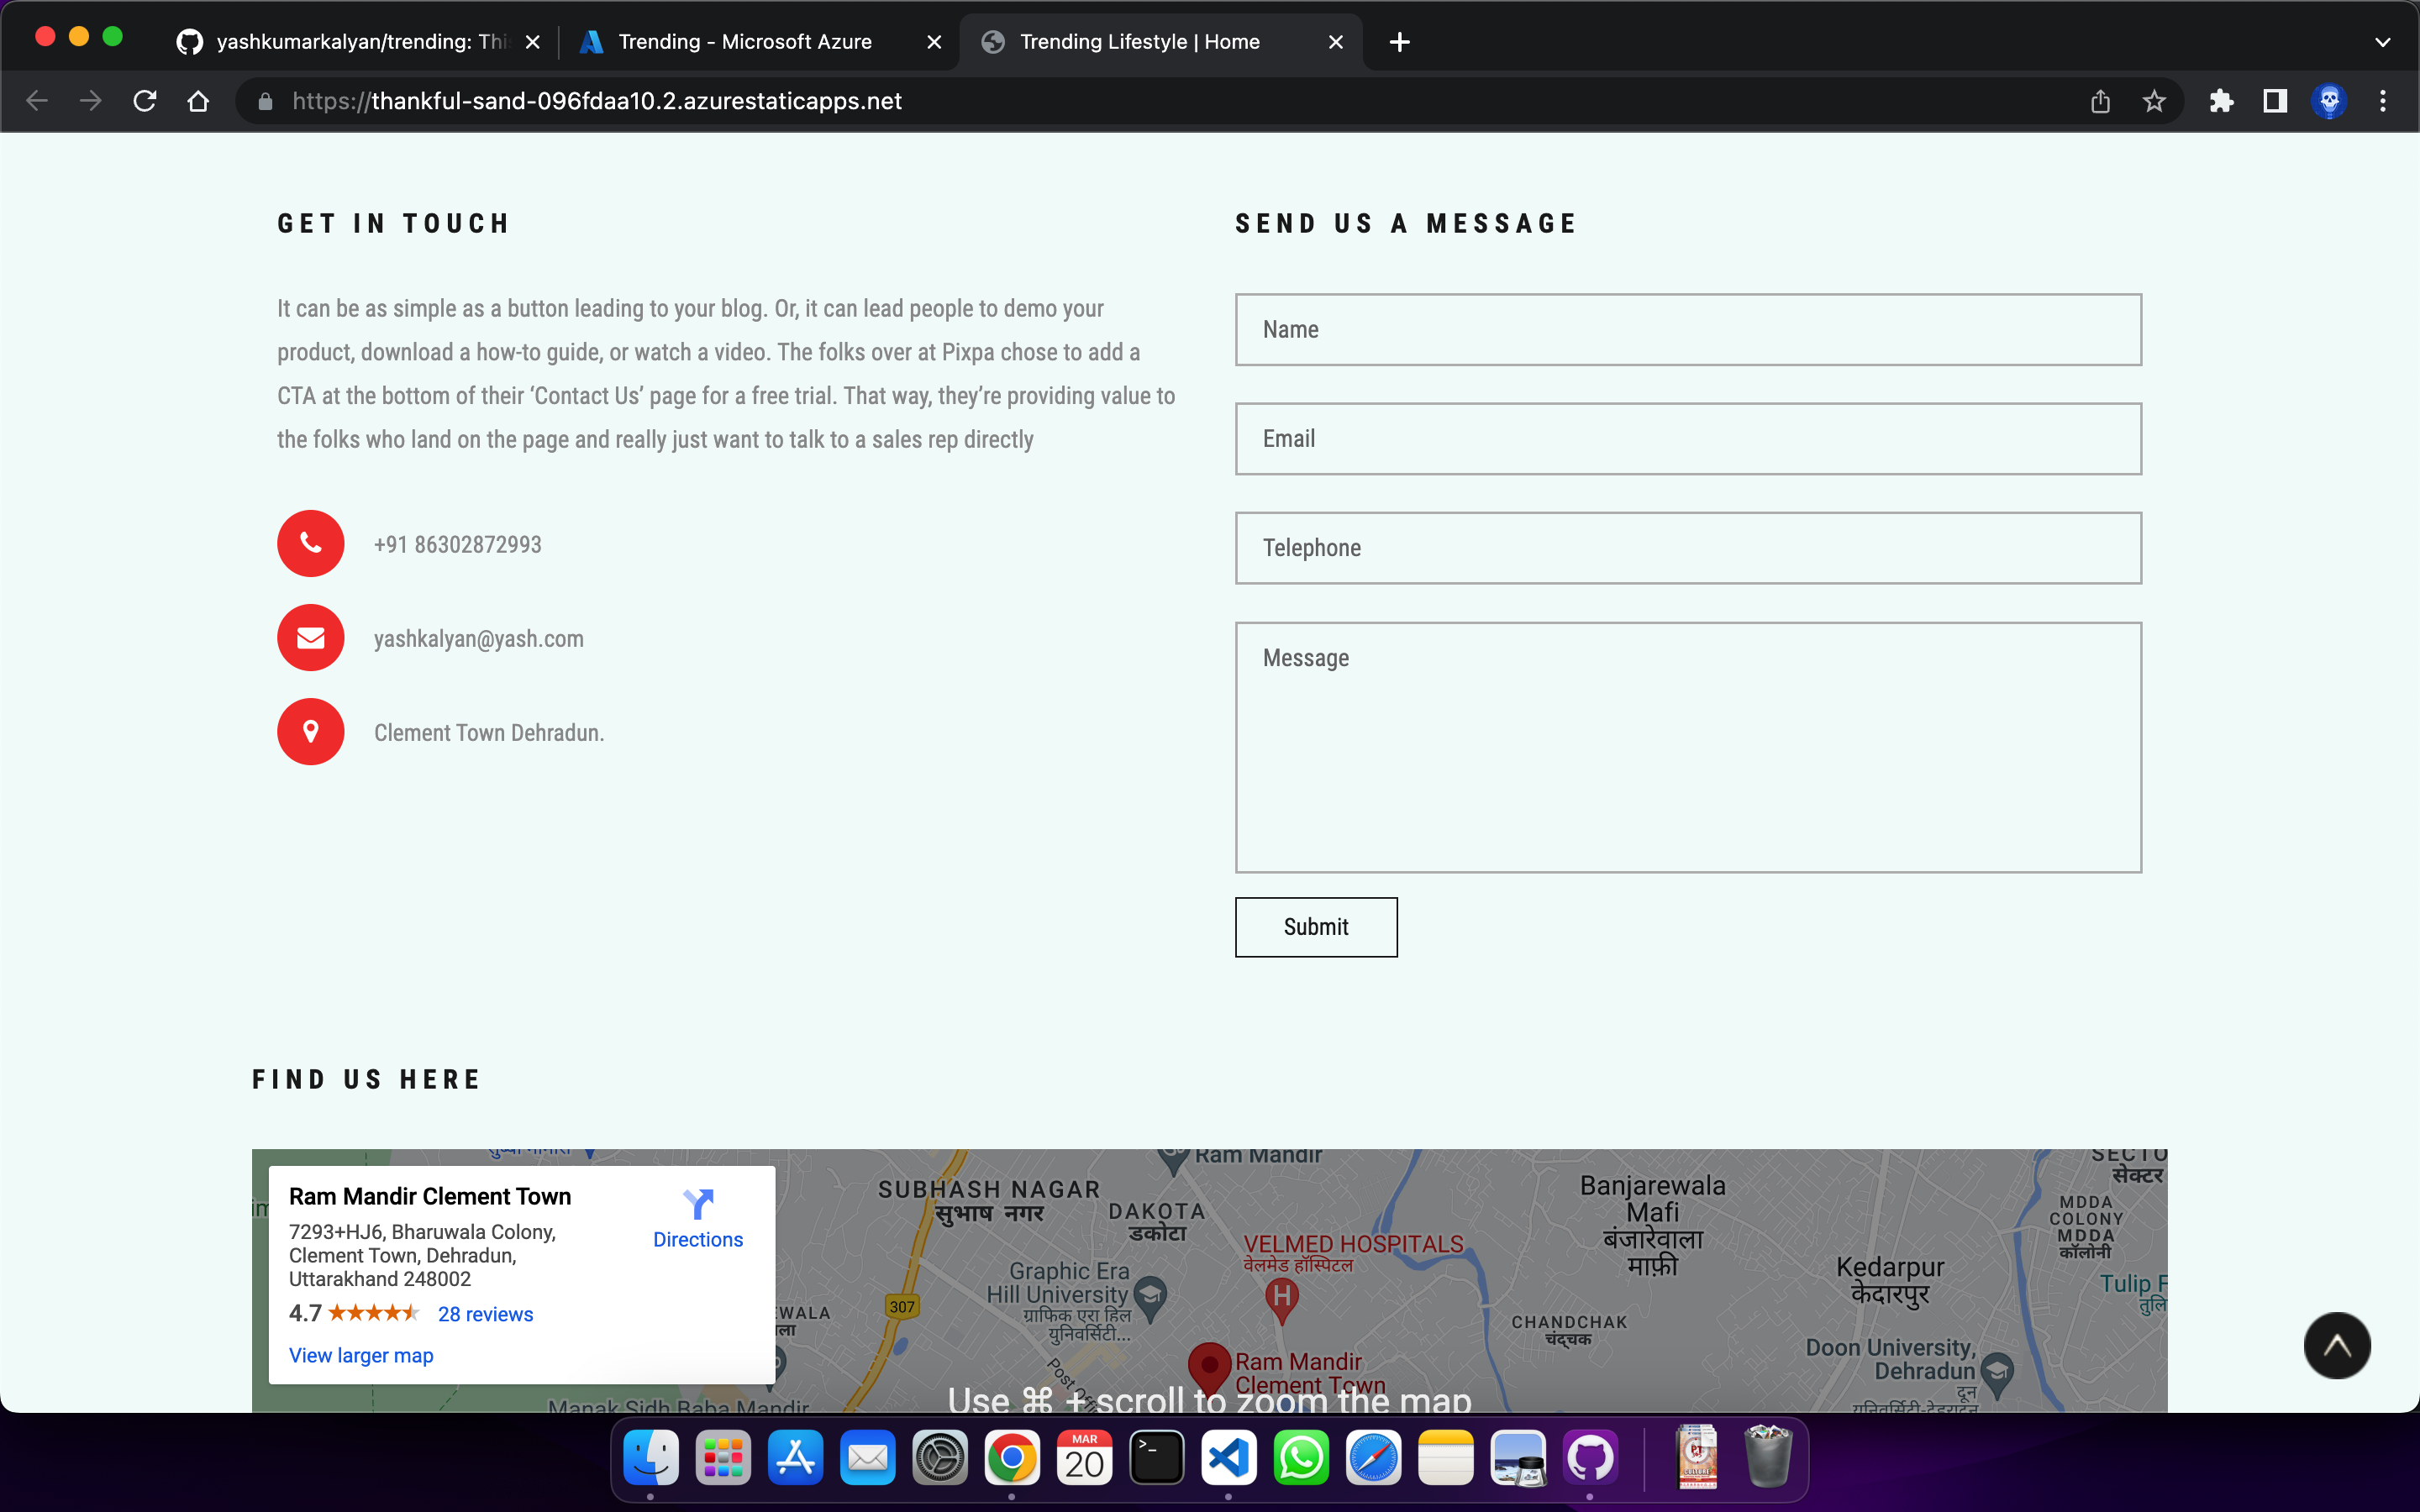 yashkumarkalyan/trending: Thi
Trending - Microsoft Azure
Trending Lifestyle | Home
https://thankful-sand-096fdaa10.2.azurestaticapps.net
GET IN TOUCH
It can be as simple as a button leading to your blog. Or, it can lead people to demo your
product, download a how-to guide, or watch a video. The folks over at Pixpa chose to add a
CTA at the bottom of their ‘Contact Us’ page for a free trial. That way, they’re providing value to
the folks who land on the page and really just want to talk to a sales rep directly
+91 86302872993
yashkalyan@yash.com
Clement Town Dehradun.
SEND US A MESSAGE
Name
Email
Telephone
Message
Submit
FIND US HERE
Ram Mandir Clement Town
7293+HJ6, Bharuwala Colony,
Clement Town, Dehradun,
Uttarakhand 248002
4.7
28 reviews
View larger map
Directions
Ram Mandir
SUBHASH NAGAR
सुभाष नगर
DAKOTA
डकोटा
VELMED HOSPITALS
वेलमेड हॉस्पिटल
H
Graphic Era
Hill University
ग्राफिक एरा हिल
युनिवर्सिटी...
EWALA
ला
307
Post Offi
Ram Mandir
Clement Town
Manak Sidh Baba Mandir
Banjarewala
Mafi
बंजारेवाला
माफ़ी
CHANDCHAK
चंद्चक
Kedarpur
केदारपुर
SECTO
सेक्टर
MDDA
COLONY
MDDA
कॉलोनी
Tulip F
तुलि
Doon University,
Dehradun
दून
यूनिवर्सिटी-देहरादून
Use ⌘ + scroll to zoom the map
MAR
20